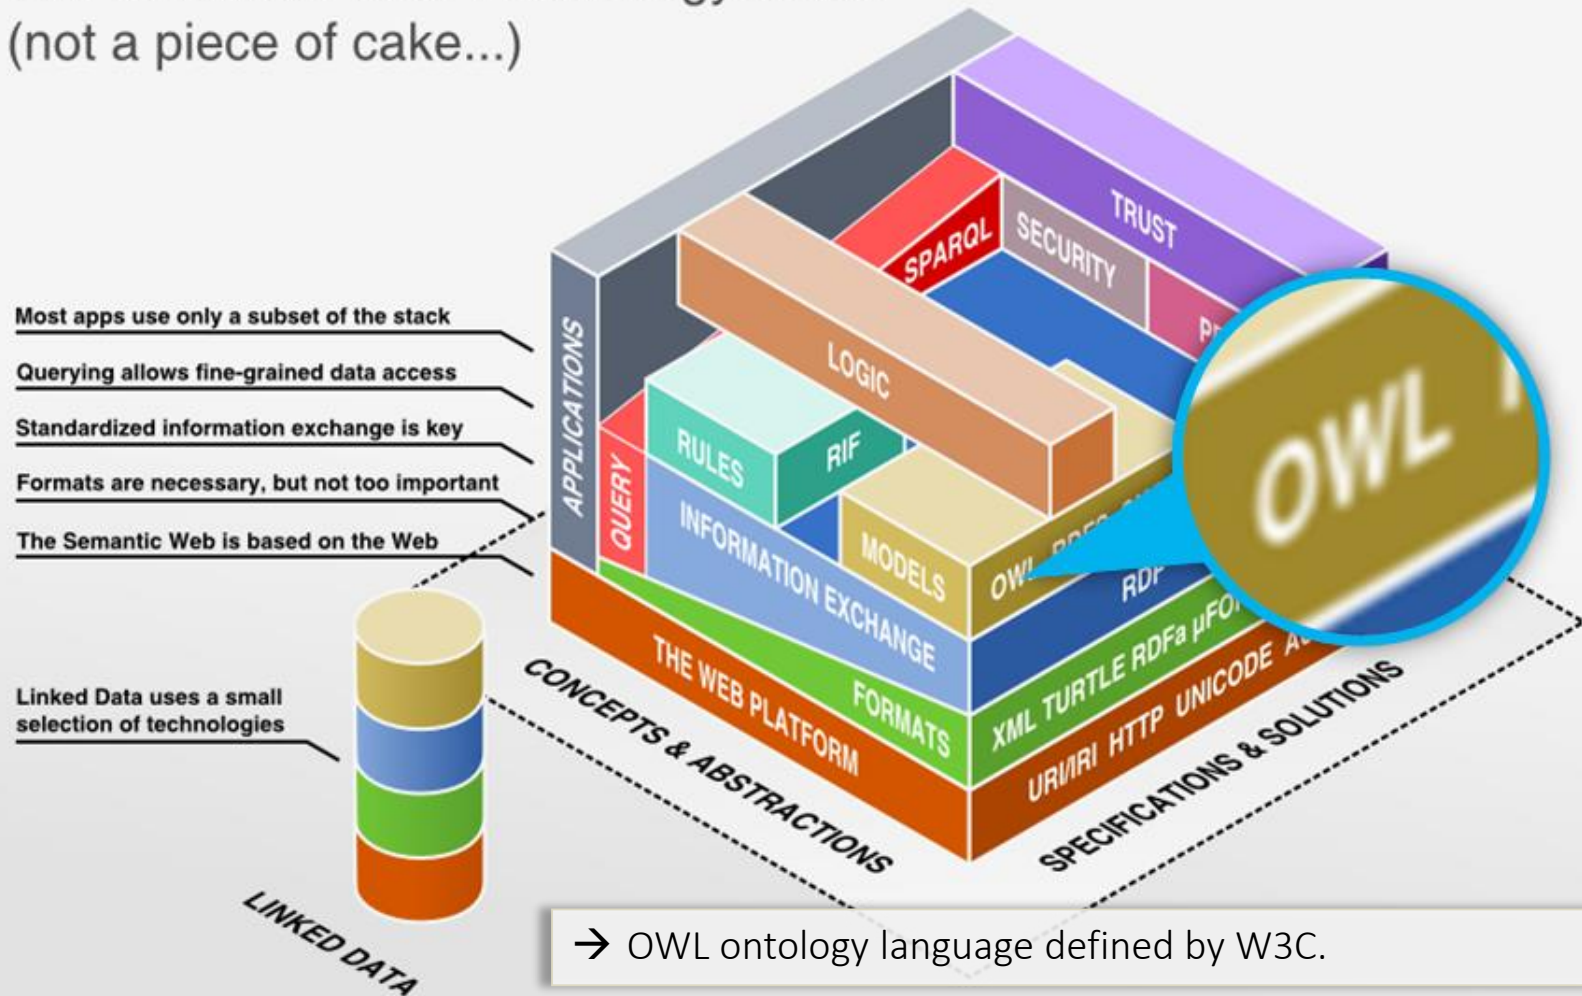 (not a piece of cake...)
Most apps use only a subset of the stack
Querying allows fine-grained data access
Standardized information exchange is key
Formats are necessary, but not too important
The Semantic Web is based on the Web
Linked Data uses a small
selection of technologies
LINKED DATA
APPLICATIONS
QUERY
RULES
RIF
LOGIC
SPARQL
SECURITY
TRUST
INFORMATION EXCHANGE
MODELS
OWL
OWL
FORMATS
XML TURTLE RDFa
THE WEB PLATFORM
URI/IRI HTTP UNICODE
CONCEPTS & ABSTRACTIONS
SPECIFICATIONS & SOLUTIONS
→ OWL ontology language defined by W3C.